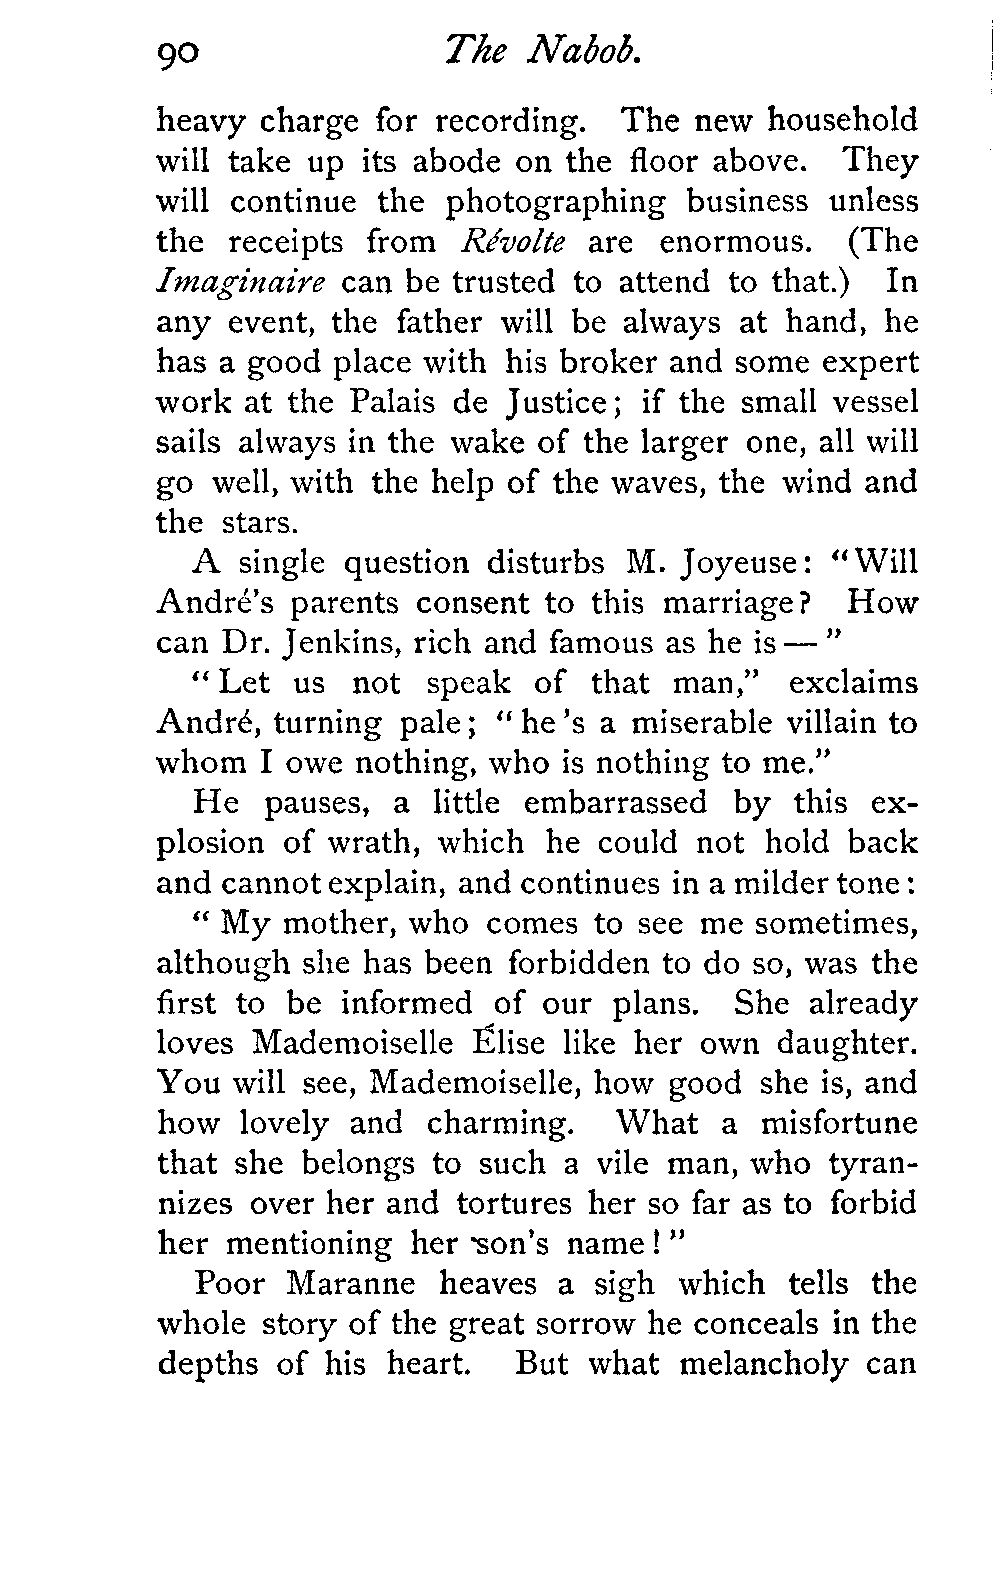 90 The Nabob.
heavy charge for recording. The new household
will take up its abode on the floor above. They
will continue the photographing business unless
the receipts from Révolte are enormous. (The
Imaginaire can be trusted to attend to that.) In
any event, the father will be always at hand, he
has a good place with his broker and some expert
work at the Palais de Justice; if the small vessel
sails always in the wake of the larger one, all will
go well, with the help of the waves, the wind and
the stars.
A single question disturbs M. Joyeuse: "Will
André's parents consent to this marriage? How
can Dr. Jenkins, rich and famous as he is — "
"Let us not speak of that man," exclaims
André, turning pale; "he 's a miserable villain to
whom I owe nothing, who is nothing to me."
He pauses, a little embarrassed by this ex-
plosion of wrath, which he could not hold back
and cannot explain, and continues in a milder tone:
"My mother, who comes to see me sometimes,
although she has been forbidden to do so, was the
first to be informed of our plans. She already
loves Mademoiselle Élise like her own daughter.
You will see, Mademoiselle, how good she is, and
how lovely and charming. What a misfortune
that she belongs to such a vile man, who tyran-
nizes over her and tortures her so far as to forbid
her mentioning her son's name!"
Poor Maranne heaves a sigh which tells the
whole story of the great sorrow he conceals in the
depths of his heart. But what melancholy can